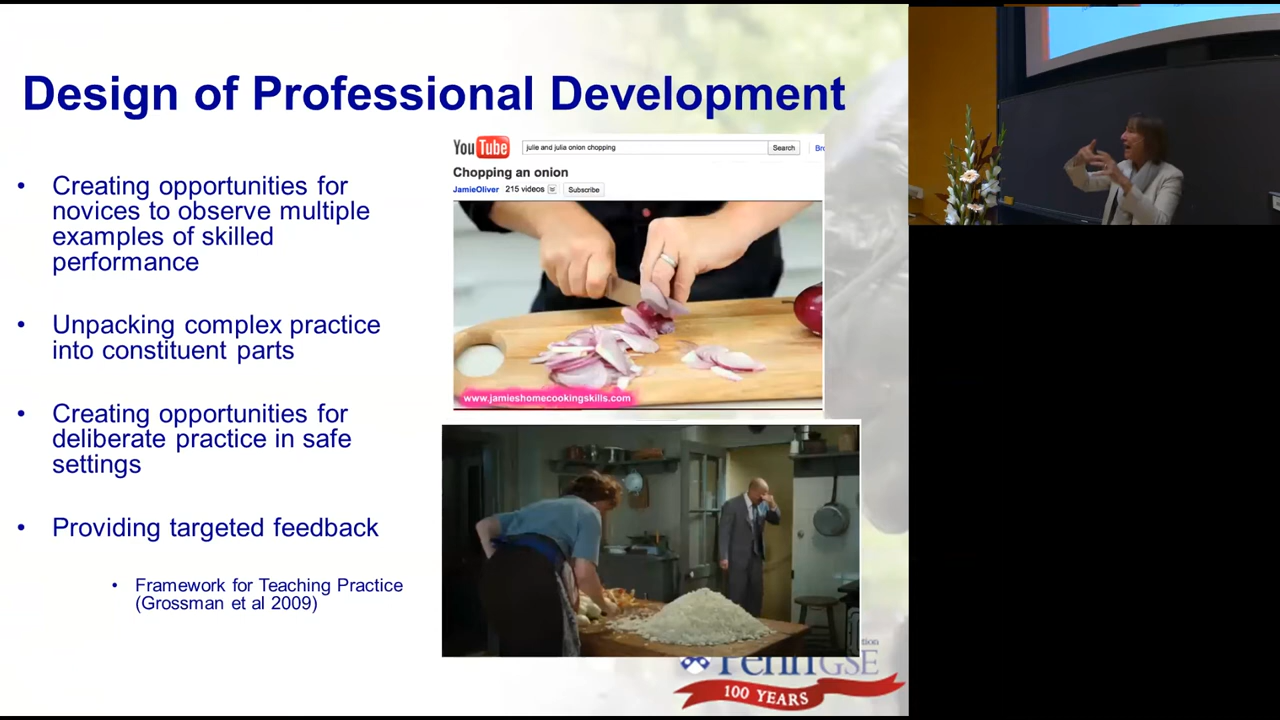 Design of Professional Development
• Creating opportunities for
novices to observe multiple
examples of skilled
performance
• Unpacking complex practice
into constituent parts
• Creating opportunities for
deliberate practice in safe
settings
• Providing targeted feedback
• Framework for Teaching Practice
(Grossman et al 2009)
YouTube
julie and julia onion chopping
Search
Chopping an onion
JamieOliver 215 videos Subscribe
www.jamieshomecookingskills.com
PennGSE
100 YEARS